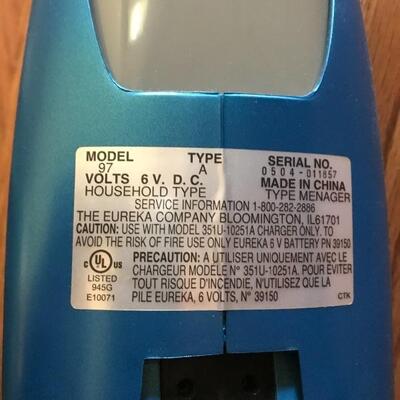 MODEL TYPE SERIAL NO.
97 A 0504-011857
VOLTS 6 V. D. C. MADE IN CHINA
HOUSEHOLD TYPE TYPE MENAGER
SERVICE INFORMATION 1-800-282-2886
THE EUREKA COMPANY BLOOMINGTON, IL61701
CAUTION: USE WITH MODEL 351U-10251A CHARGER ONLY. TO
AVOID THE RISK OF FIRE USE ONLY EUREKA 6 V BATTERY PN 39150
PRECAUTION: A UTILISER UNIQUEMENT AVEC LE
CHARGEUR MODELE N° 351U-10251A. POUR ÉVITER
TOUT RISQUE D'INCENDIE, N'UTILISEZ QUE LA
PILE EUREKA, 6 VOLTS, N° 39150
C UL US
LISTED
945G
E10071
CTK